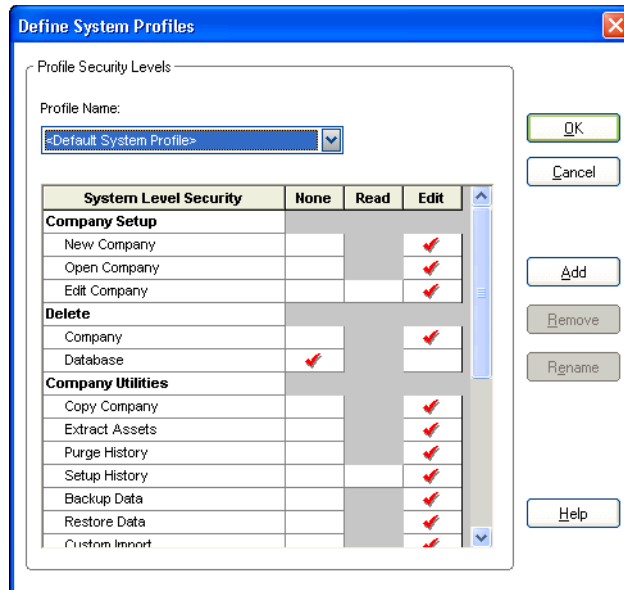 Define System Profiles
Profile Security Levels
Profile Name:
<Default System Profile>
OK
Cancel
System Level Security None Read Edit
Company Setup
New Company
Open Company
Edit Company
Add
Delete
Remove
Company
Database
Rename
Company Utilities
Copy Company
Extract Assets
Purge History
Setup History
Backup Data
Help
Restore Data
Custom Import